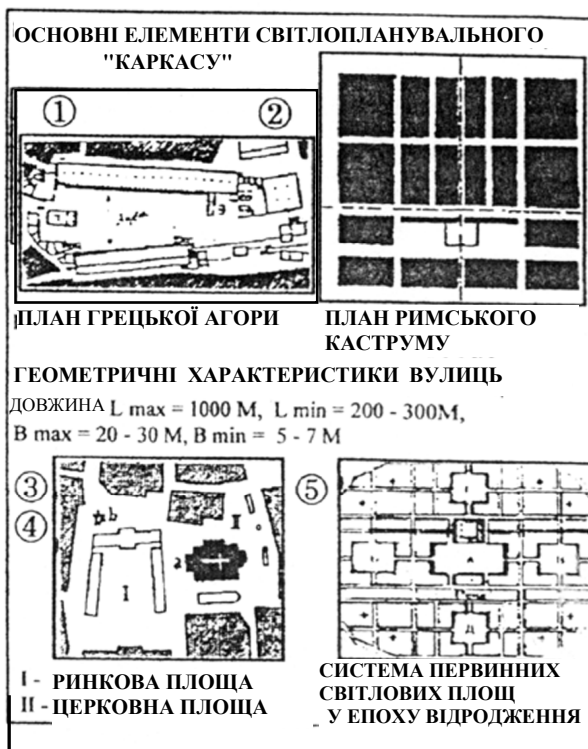 ОСНОВНІ ЕЛЕМЕНТИ СВІТЛОПЛАНУВАЛЬНОГО
"КАРКАСУ"
1
2
ПЛАН ГРЕЦЬКОЇ АГОРИ
ПЛАН РИМСЬКОГО
КАСТРУМУ
ГЕОМЕТРИЧНІ ХАРАКТЕРИСТИКИ ВУЛИЦЬ
ДОВЖИНА L max = 1000 М, L min = 200 - 300М,
B max = 20 - 30 М, B min = 5 - 7 М
3
4
b
II
a
I
5
А
Д
I - РИНКОВА ПЛОЩА
II - ЦЕРКОВНА ПЛОЩА
СИСТЕМА ПЕРВИННИХ
СВІТЛОВИХ ПЛОЩ
У ЕПОХУ ВІДРОДЖЕННЯ